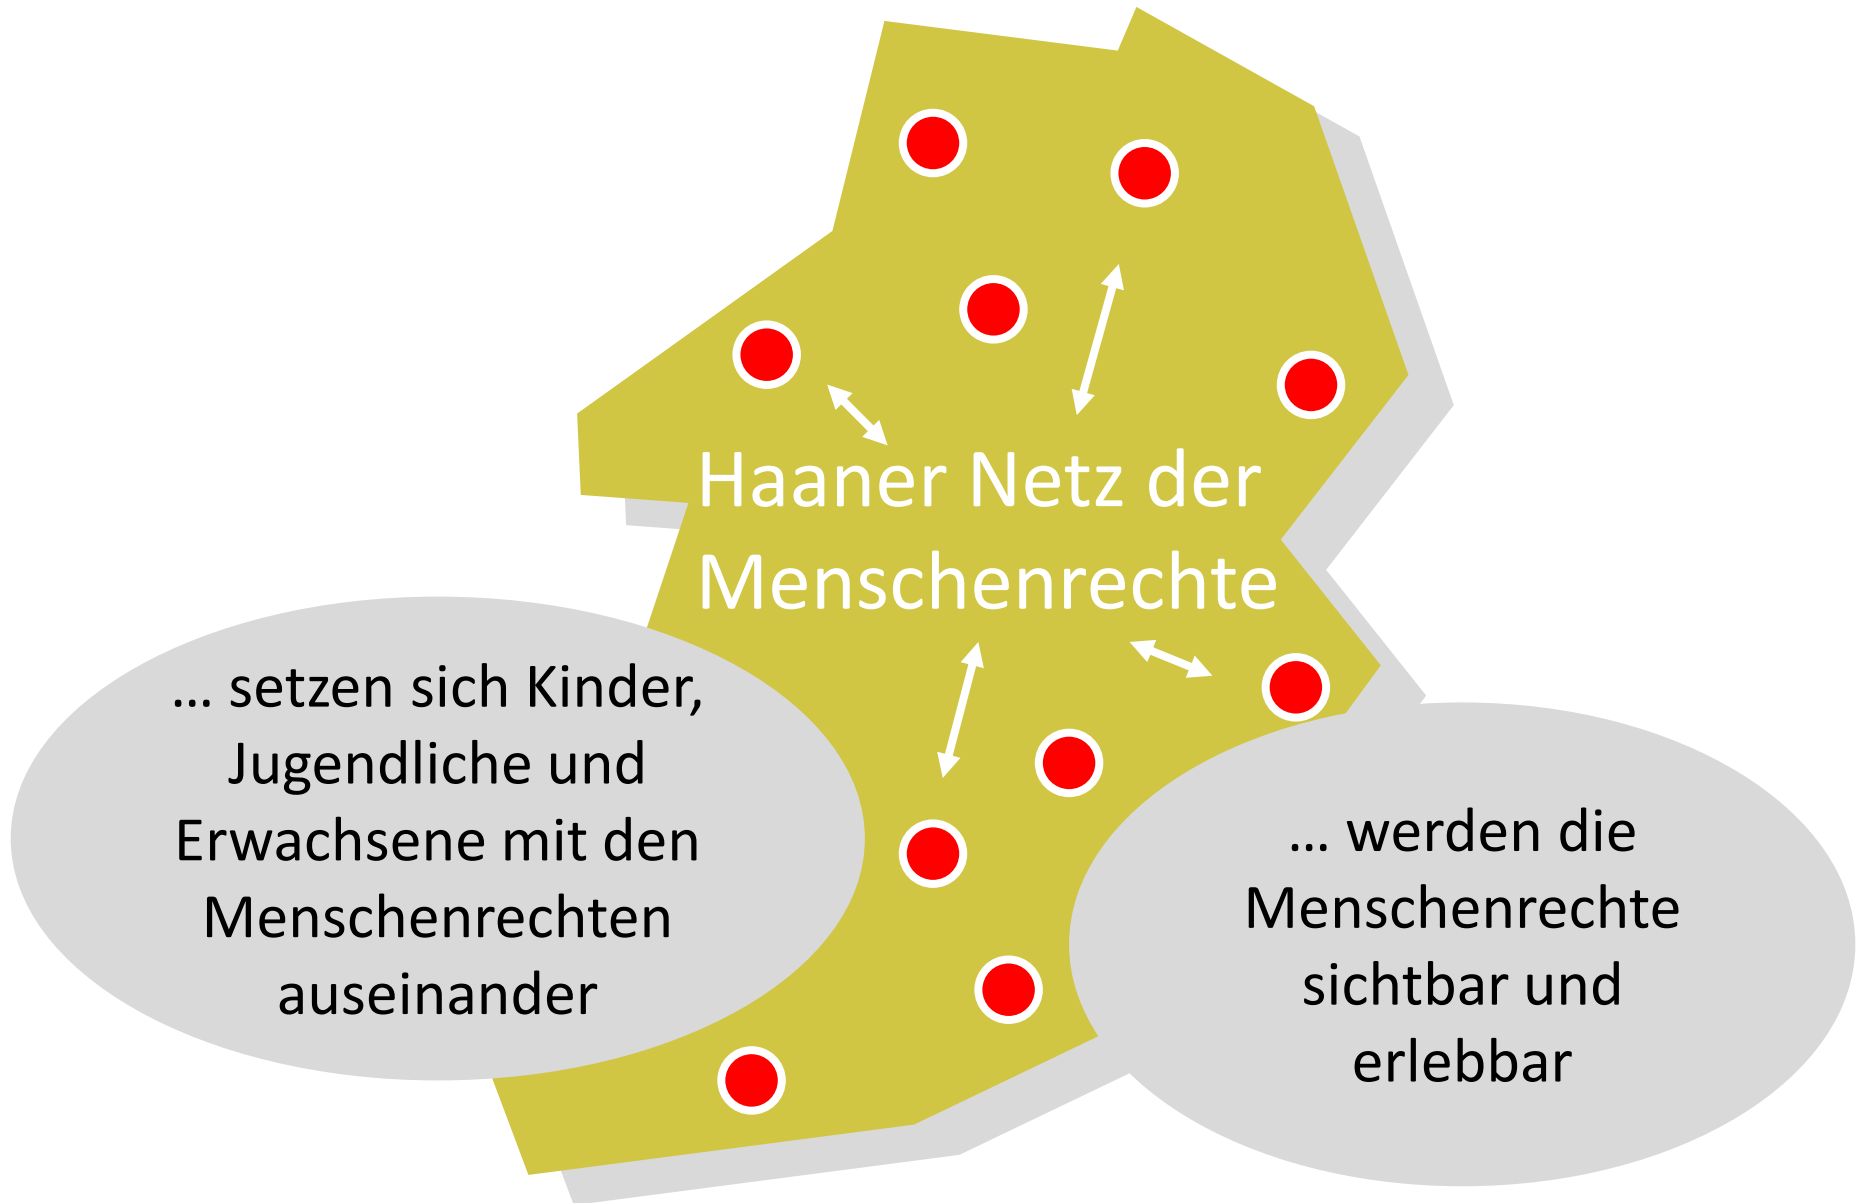 Haaner Netz der
Menschenrechte
... setzen sich Kinder,
Jugendliche und
Erwachsene mit den
Menschenrechten
auseinander
... werden die
Menschenrechte
sichtbar und
erlebbar